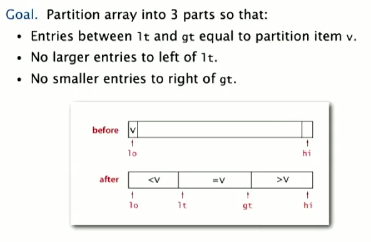 Goal. Partition array into 3 parts so that:
• Entries between lt and gt equal to partition item v.
• No larger entries to left of lt.
• No smaller entries to right of gt.
before v
lo hi
after <V =V >V
lo lt gt hi